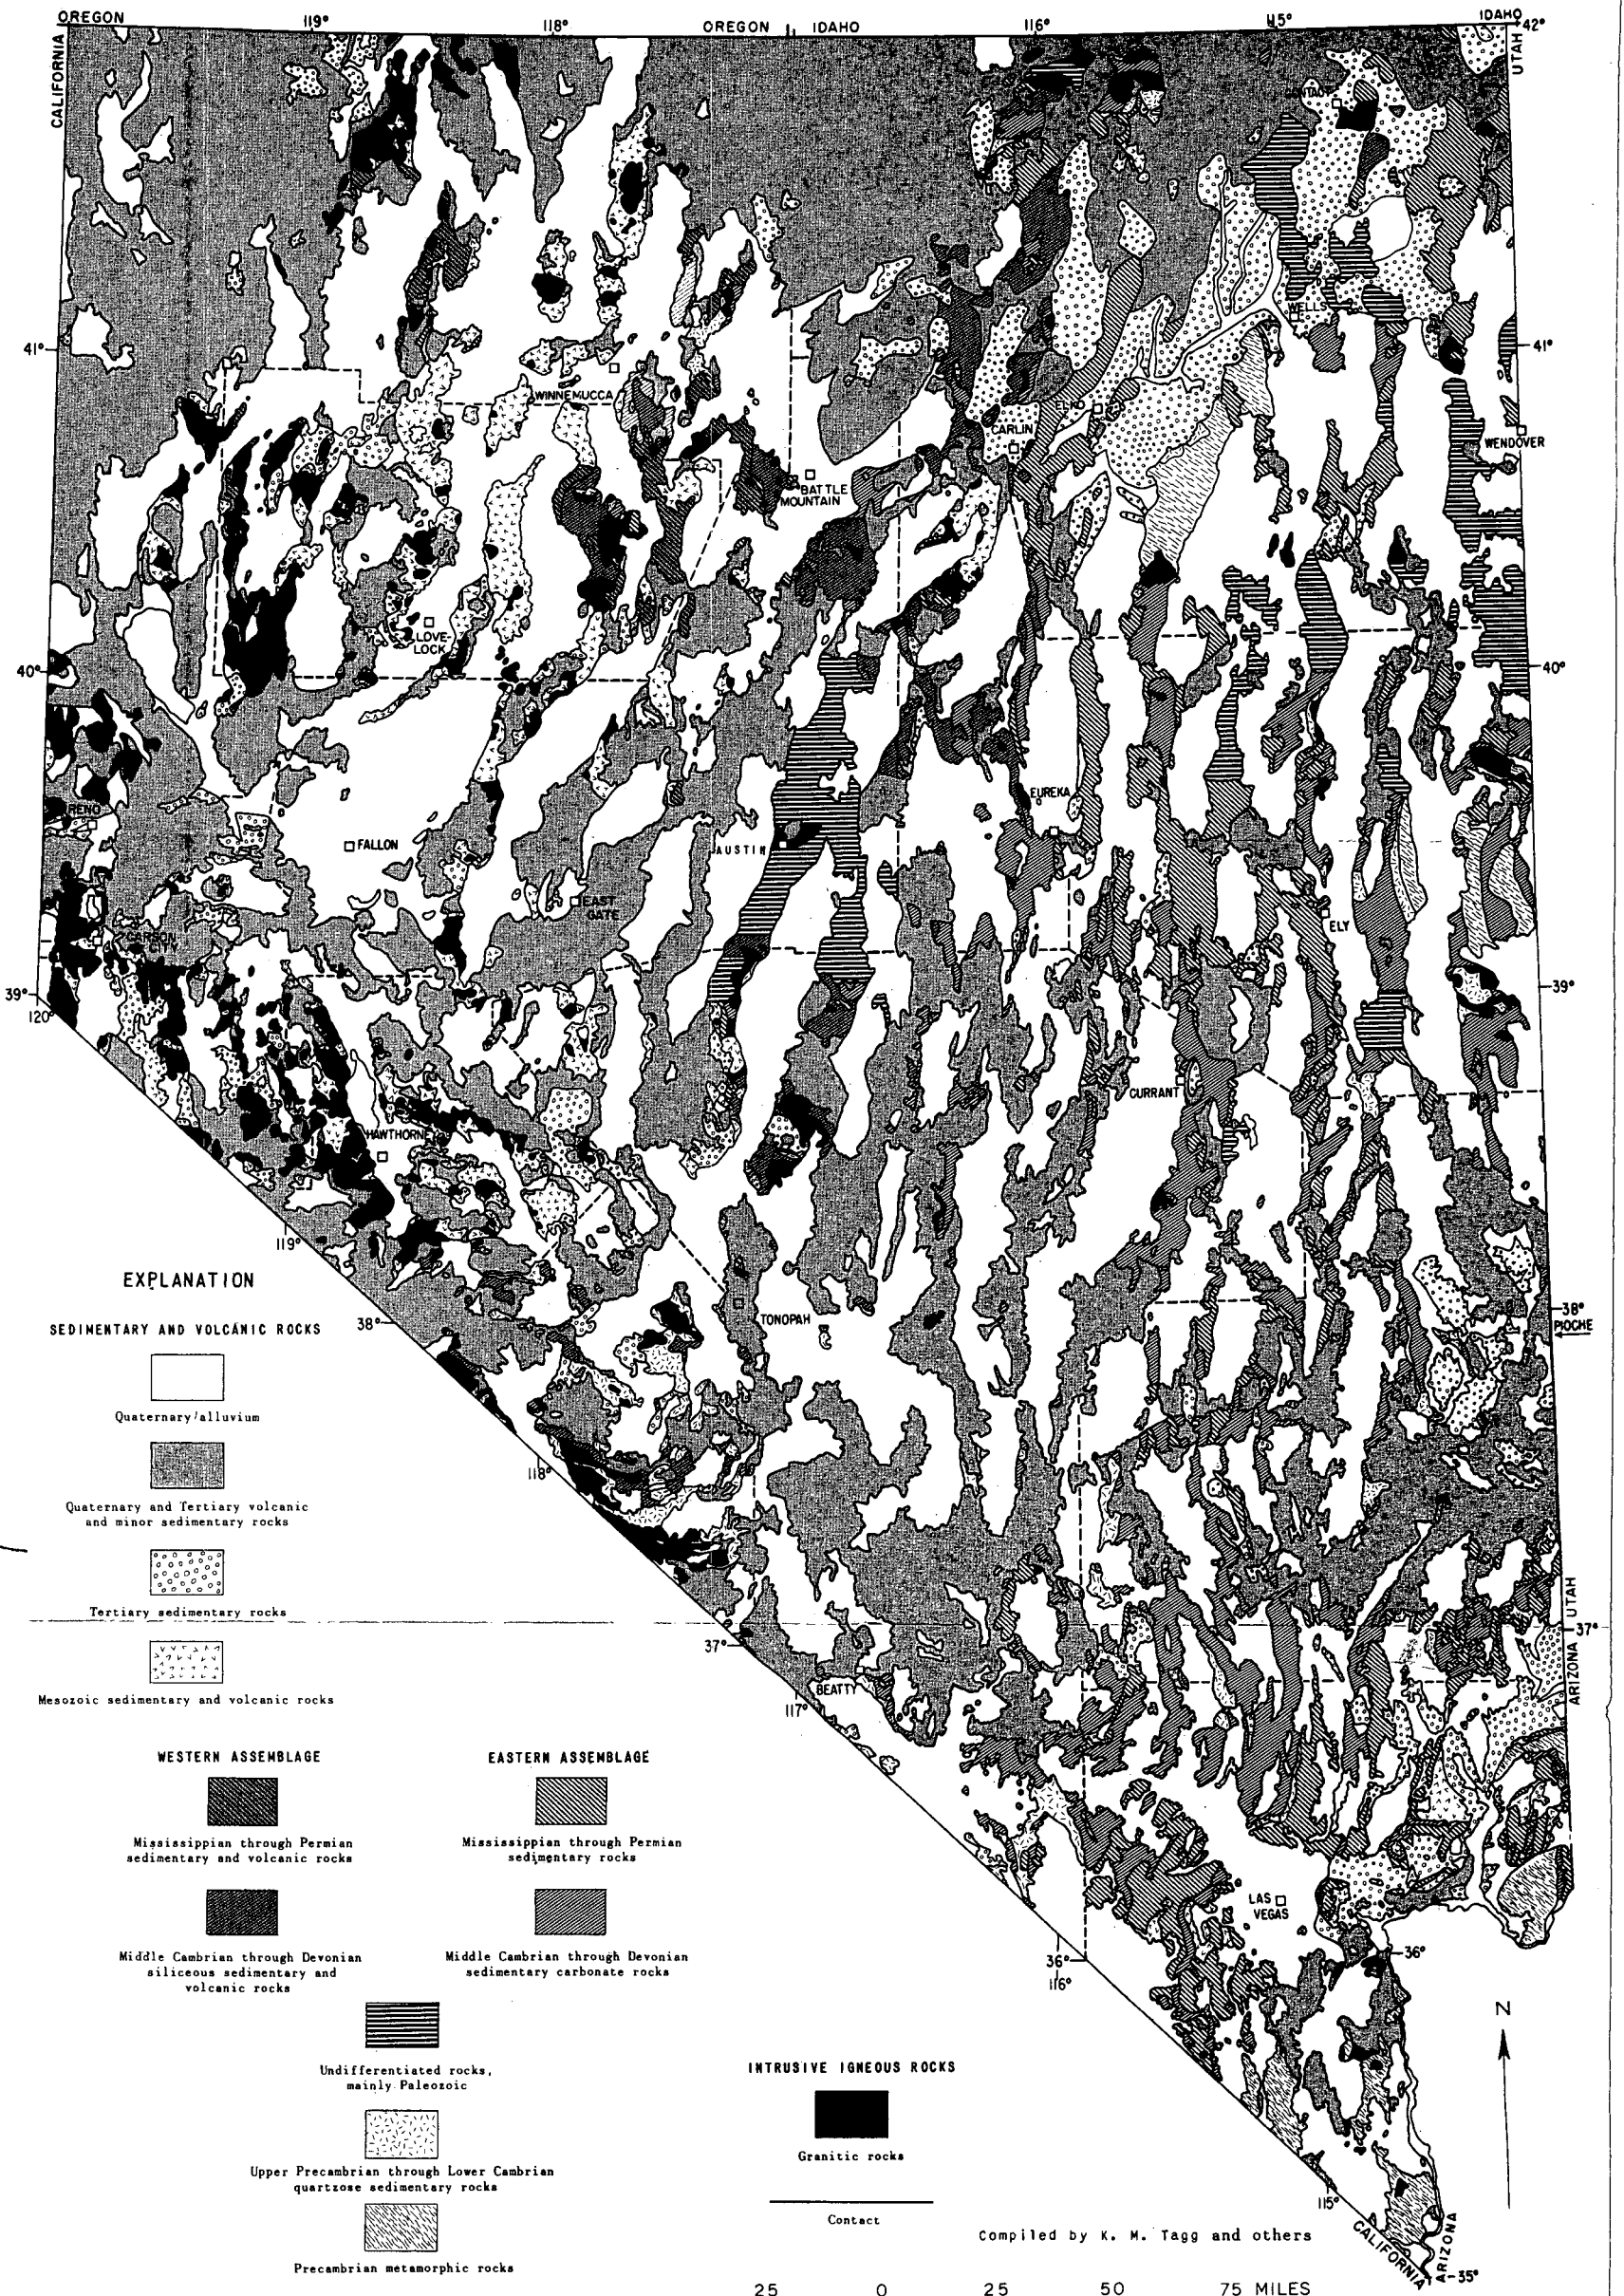 OREGON 119° 118° OREGON IDAHO 116° 115° IDAHO 42°
CALIFORNIA
UTAH
CONTACT
WELLS
41° 41°
WINNEMUCCA
ELKO
CARLIN
WENDOVER
BATTLE
MOUNTAIN
LOVE-
LOCK
40° 40°
EUREKA
RENO
FALLON
AUSTIN
EAST
GATE
ELY
CARSON
CITY
39° 39°
120°
CURRANT
HAWTHORNE
119°
EXPLANATION
SEDIMENTARY AND VOLCANIC ROCKS
38° 38°
TONOPAH
PIOCHE
Quaternary alluvium
118°
Quaternary and Tertiary volcanic
and minor sedimentary rocks
Tertiary sedimentary rocks
ARIZONA UTAH
37° 37°
Mesozoic sedimentary and volcanic rocks
BEATTY
117°
WESTERN ASSEMBLAGE
EASTERN ASSEMBLAGE
Mississippian through Permian
sedimentary and volcanic rocks
Mississippian through Permian
sedimentary rocks
LAS
VEGAS
Middle Cambrian through Devonian
siliceous sedimentary and
volcanic rocks
Middle Cambrian through Devonian
sedimentary carbonate rocks
36° 36°
116°
N
Undifferentiated rocks,
mainly Paleozoic
INTRUSIVE IGNEOUS ROCKS
Granitic rocks
Upper Precambrian through Lower Cambrian
quartzose sedimentary rocks
115°
Contact
CALIFORNIA
ARIZONA
Compiled by K. M. Tagg and others
Precambrian metamorphic rocks
35°
25 0 25 50 75 MILES